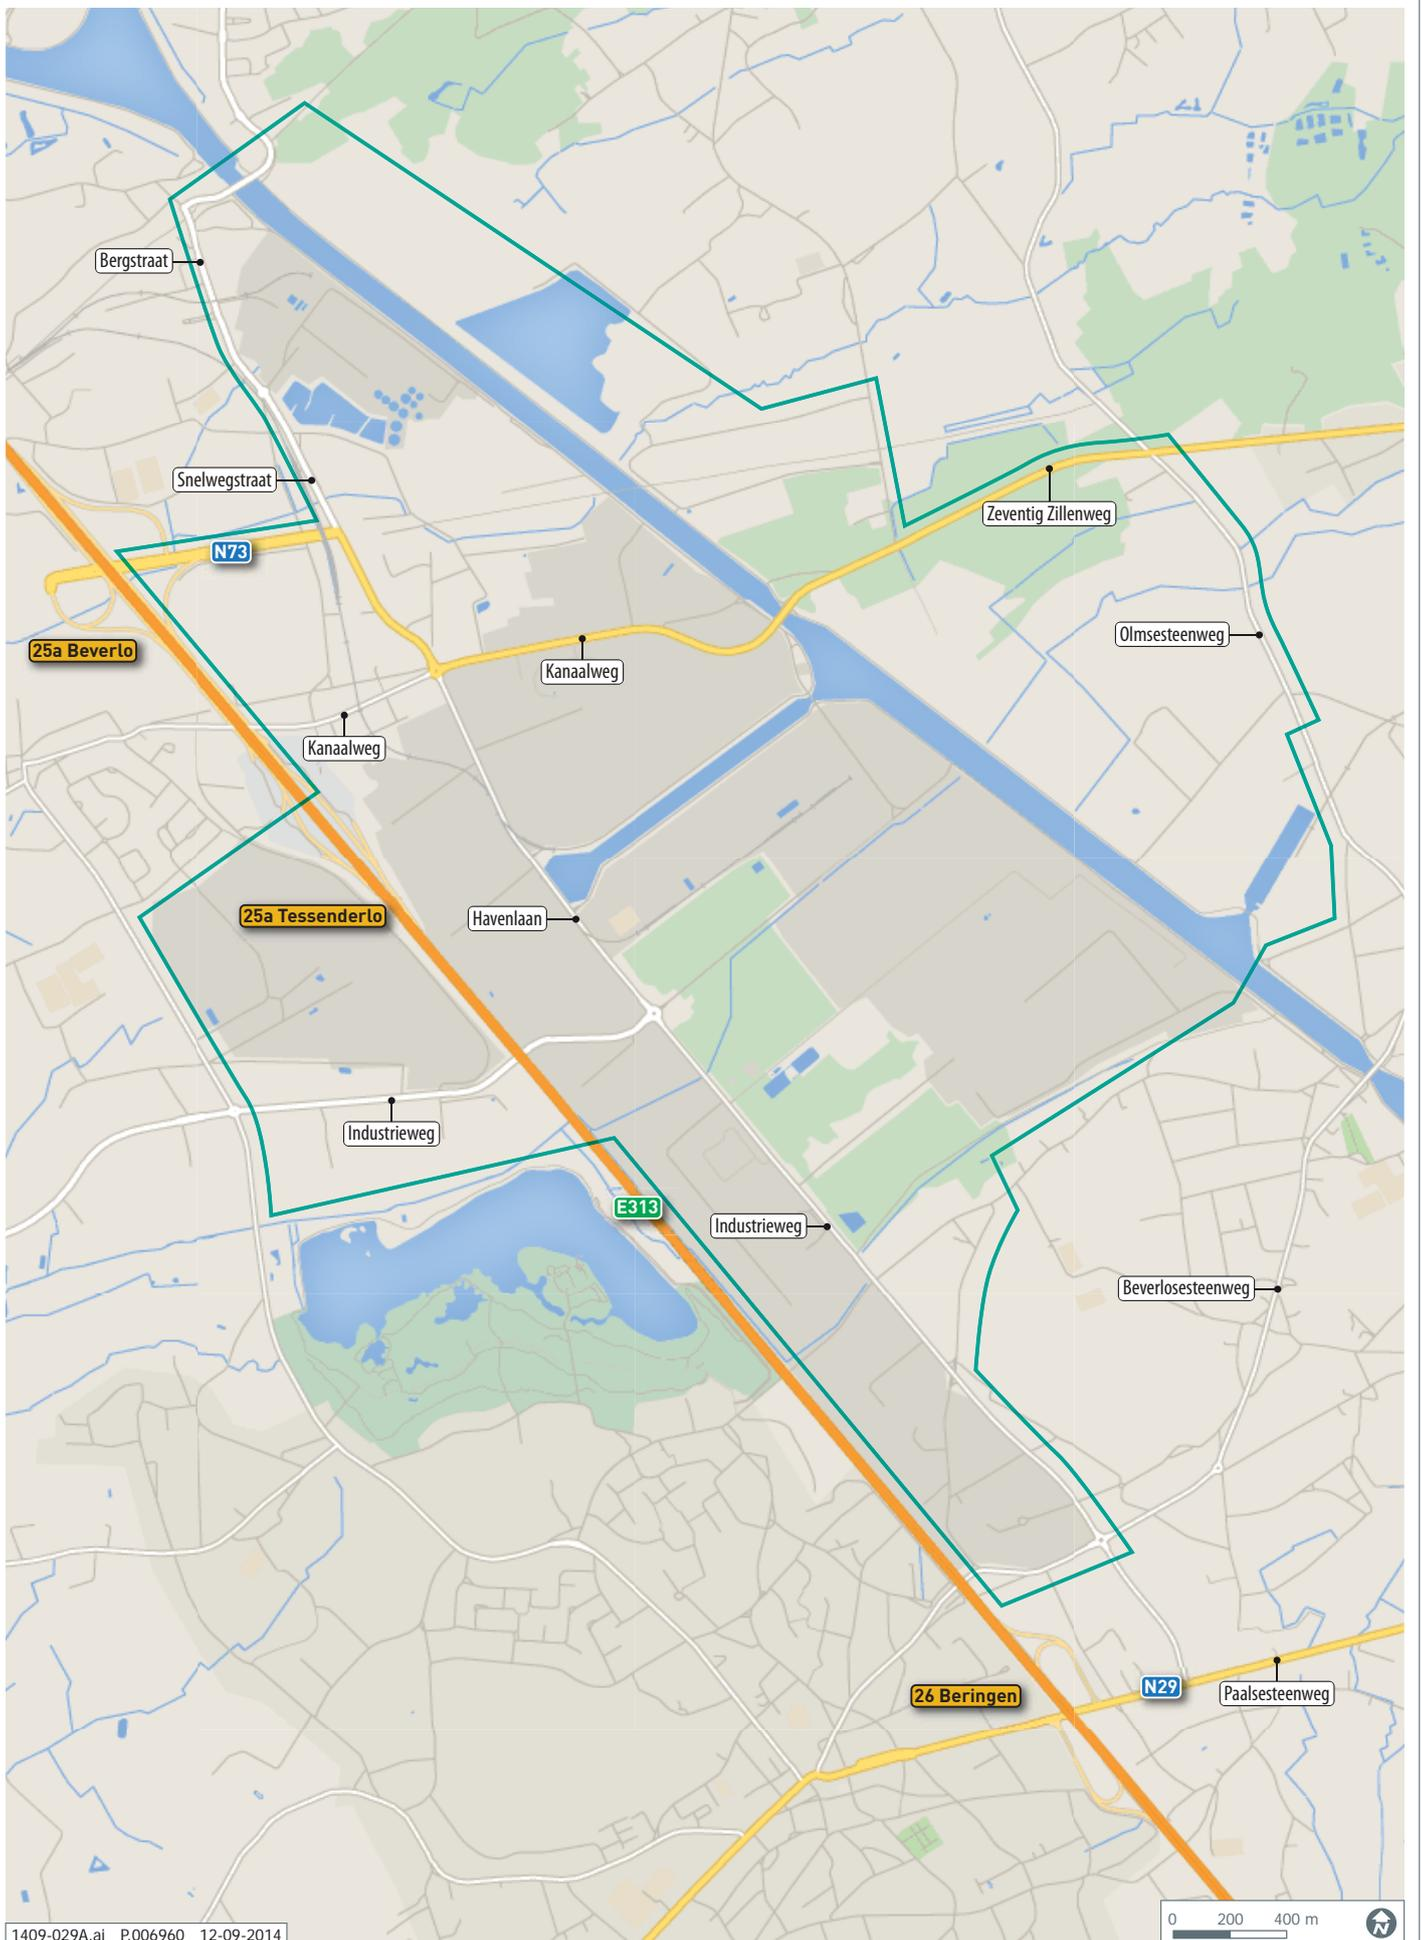 Bergstraat
Snelwegstraat
Zeventig Zillenweg
N73
Olmsesteenweg
25a Beverlo
Kanaalweg
Kanaalweg
25a Tessenderlo
Havenlaan
Industrieweg
E313
Industrieweg
Beverlosesteenweg
26 Beringen
N29
Paalsesteenweg
0 200 400 m
N
1409-029A.ai P.006960 12-09-2014